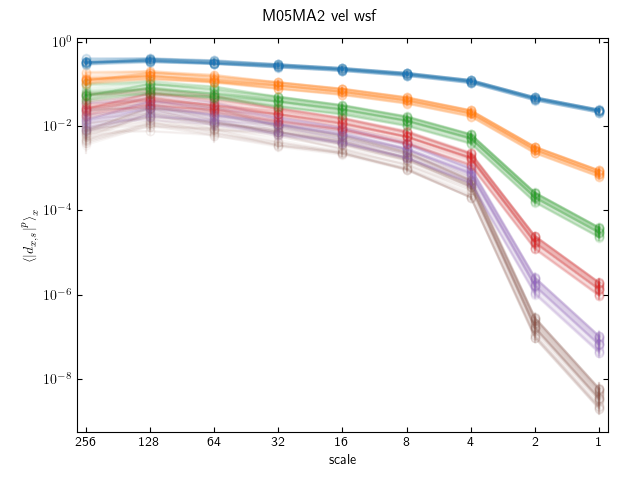 M05MA2 vel wsf
⟨|d_{x,s}|^p⟩_x
10^0
10^{-2}
10^{-4}
10^{-6}
10^{-8}
256 128 64 32 16 8 4 2 1
scale